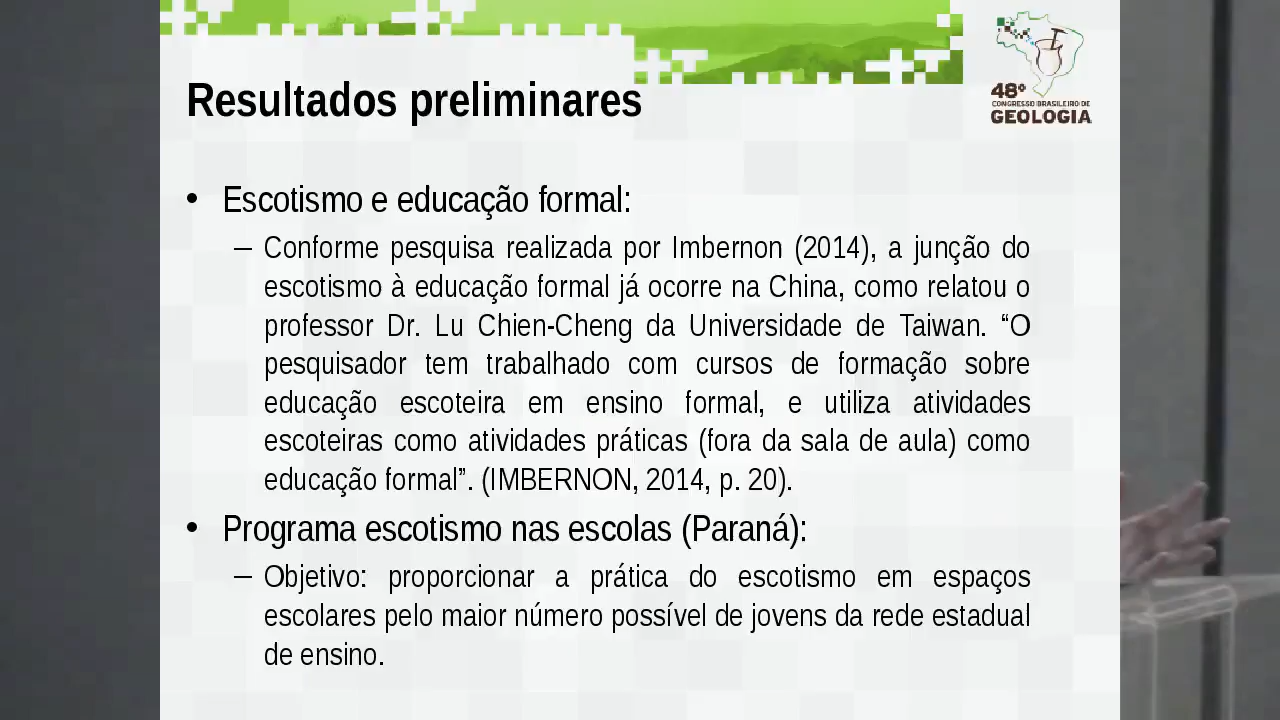 48º
CONGRESSO BRASILEIRO DE
GEOLOGIA
Resultados preliminares
• Escotismo e educação formal:
– Conforme pesquisa realizada por Imbernon (2014), a junção do
escotismo à educação formal já ocorre na China, como relatou o
professor Dr. Lu Chien-Cheng da Universidade de Taiwan. “O
pesquisador tem trabalhado com cursos de formação sobre
educação escoteira em ensino formal, e utiliza atividades
escoteiras como atividades práticas (fora da sala de aula) como
educação formal”. (IMBERNON, 2014, p. 20).
• Programa escotismo nas escolas (Paraná):
– Objetivo: proporcionar a prática do escotismo em espaços
escolares pelo maior número possível de jovens da rede estadual
de ensino.